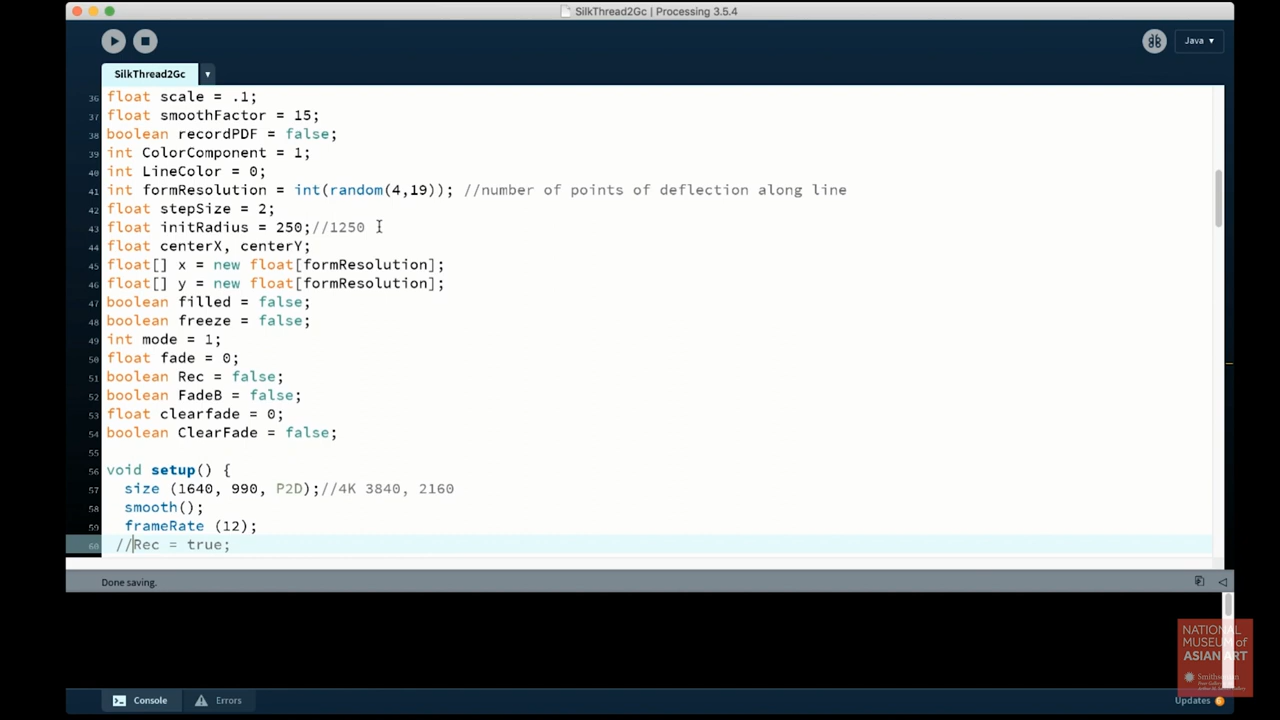 SilkThread2Gc | Processing 3.5.4
Java
SilkThread2Gc
36 float scale = .1;
37 float smoothFactor = 15;
38 boolean recordPDF = false;
39 int ColorComponent = 1;
40 int LineColor = 0;
41 int formResolution = int(random(4,19)); //number of points of deflection along line
42 float stepSize = 2;
43 float initRadius = 250;//1250
44 float centerX, centerY;
45 float[] x = new float[formResolution];
46 float[] y = new float[formResolution];
47 boolean filled = false;
48 boolean freeze = false;
49 int mode = 1;
50 float fade = 0;
51 boolean Rec = false;
52 boolean FadeB = false;
53 float clearfade = 0;
54 boolean ClearFade = false;
55
56 void setup() {
57 size (1640, 990, P2D);//4K 3840, 2160
58 smooth();
59 frameRate (12);
60 //Rec = true;
Done saving.
NATIONAL
MUSEUM of
ASIAN ART
Smithsonian
Console
Errors
Updates